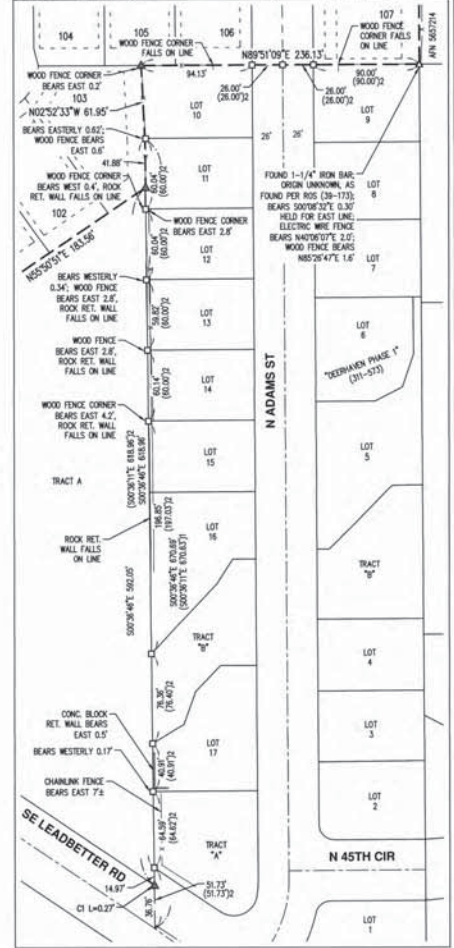 104
105
106
107
WOOD FENCE CORNER
FALLS ON LINE
WOOD FENCE
CORNER FALLS
ON LINE
AFN 5657214
N89°51'09"E 236.13'
WOOD FENCE CORNER
BEARS EAST 0.2'
94.13'
26.00'
(26.00')2
26.00'
(26.00')2
90.00'
(90.00')2
103
N02°52'33"W 61.95'
LOT
10
LOT
9
BEARS EASTERLY 0.62';
WOOD FENCE BEARS
EAST 0.6'
26'
26'
41.88'
WOOD FENCE CORNER
BEARS WEST 0.4', ROCK
RET. WALL FALLS ON LINE
60.04'
(60.00')2
LOT
11
FOUND 1-1/4" IRON BAR;
ORIGIN UNKNOWN, AS
FOUND PER ROS (39-173);
BEARS S00°08'32"E 0.30'
HELD FOR EAST LINE;
ELECTRIC WIRE FENCE
BEARS N40°06'07"E 2.0';
WOOD FENCE BEARS
N85°26'47"E 1.6'
LOT
8
102
WOOD FENCE CORNER
BEARS EAST 2.8'
N55°50'51"E 183.56'
60.04'
(60.00')2
LOT
12
LOT
7
BEARS WESTERLY
0.34'; WOOD FENCE
BEARS EAST 2.8',
ROCK RET. WALL
FALLS ON LINE
59.82'
(60.00')2
LOT
13
LOT
6
"DEERHAVEN PHASE 1"
(311-573)
WOOD FENCE
BEARS EAST 2.8',
ROCK RET. WALL
FALLS ON LINE
60.14'
(60.00')2
LOT
14
N ADAMS ST
WOOD FENCE CORNER
BEARS EAST 4.2',
ROCK RET. WALL
FALLS ON LINE
(S00°36'11"E 618.96')2
S00°36'46"E 618.96'
LOT
15
LOT
5
TRACT A
196.85'
(197.03')2
LOT
16
ROCK RET.
WALL FALLS
ON LINE
S00°36'46"E 592.05'
S00°36'46"E 670.69'
(S00°36'11"E 670.63')1
TRACT
"B"
TRACT
"B"
LOT
4
76.36'
(76.40')2
CONC. BLOCK
RET. WALL BEARS
EAST 0.5'
BEARS WESTERLY 0.17'
40.91'
(40.91')2
LOT
17
LOT
3
CHAINLINK FENCE
BEARS EAST 7'±
LOT
2
64.59'
(64.62')2
SE LEADBETTER RD
TRACT
"A"
N 45TH CIR
14.97'
C1 L=0.27'
51.73'
(51.73')2
36.76'
LOT
1